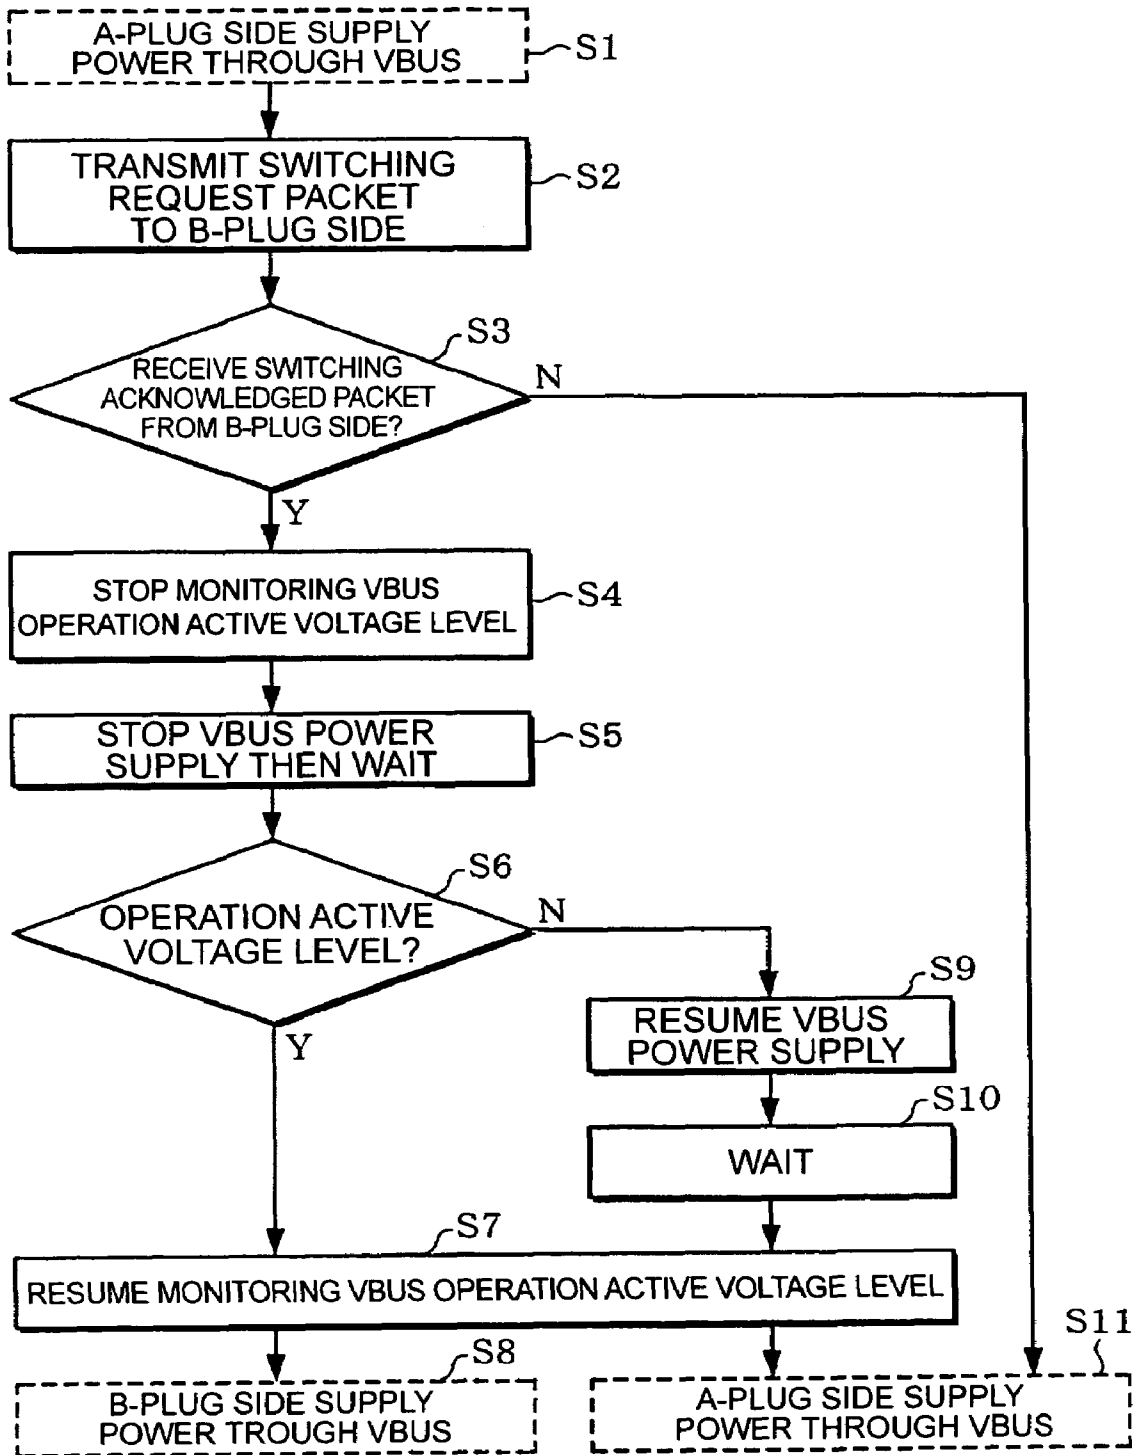 A-PLUG SIDE SUPPLY
POWER THROUGH VBUS
S1
TRANSMIT SWITCHING
REQUEST PACKET
TO B-PLUG SIDE
S2
S3
RECEIVE SWITCHING
ACKNOWLEDGED PACKET
FROM B-PLUG SIDE?
N
Y
STOP MONITORING VBUS
OPERATION ACTIVE VOLTAGE LEVEL
S4
STOP VBUS POWER
SUPPLY THEN WAIT
S5
S6
OPERATION ACTIVE
VOLTAGE LEVEL?
N
Y
S9
RESUME VBUS
POWER SUPPLY
S10
WAIT
S7
RESUME MONITORING VBUS OPERATION ACTIVE VOLTAGE LEVEL
S8
B-PLUG SIDE SUPPLY
POWER TROUGH VBUS
S11
A-PLUG SIDE SUPPLY
POWER THROUGH VBUS